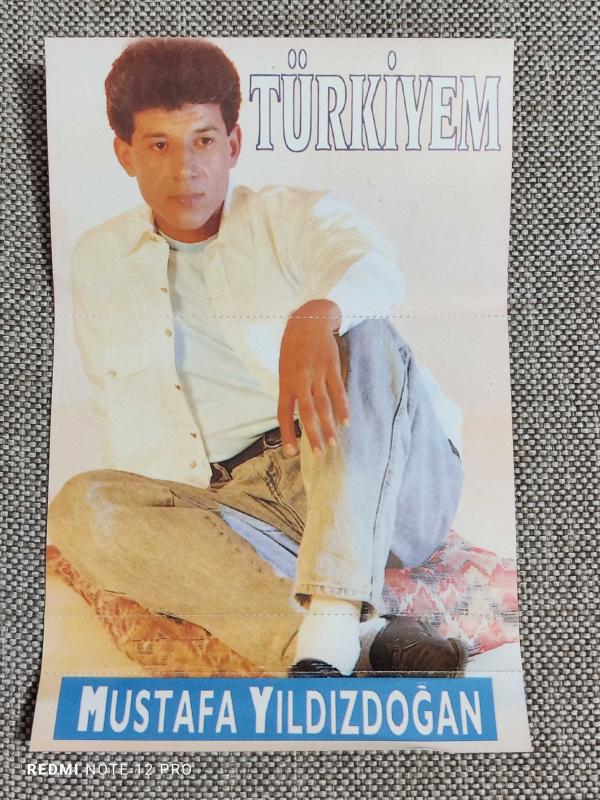 TÜRKİYEM
MUSTAFA YILDIZDOĞAN
REDMI NOTE 12 PRO